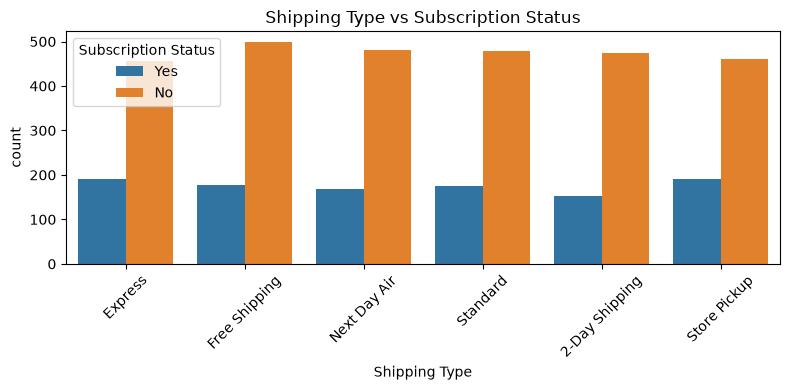 Shipping Type vs Subscription Status
Subscription Status
Yes
No
count
500
400
300
200
100
0
Express
Free Shipping
Next Day Air
Standard
2-Day Shipping
Store Pickup
Shipping Type